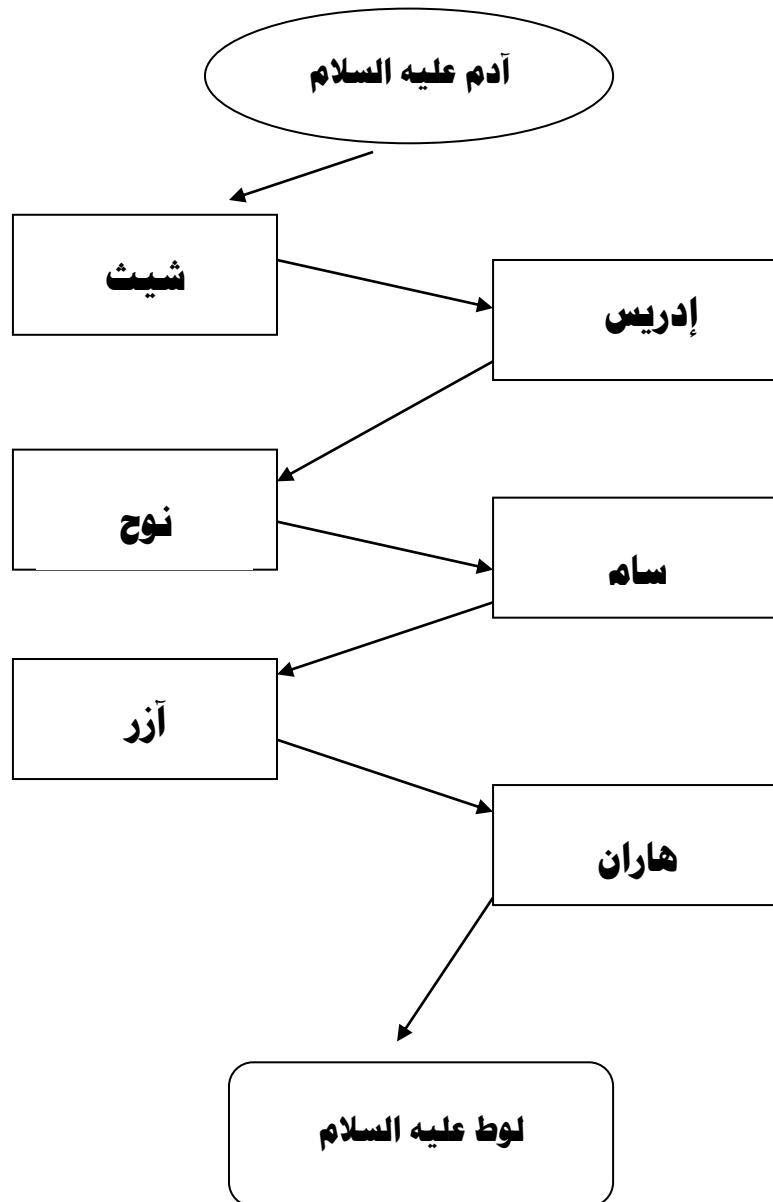 آدم عليه السلام
شيث
إدريس
نوح
سام
آزر
هاران
لوط عليه السلام